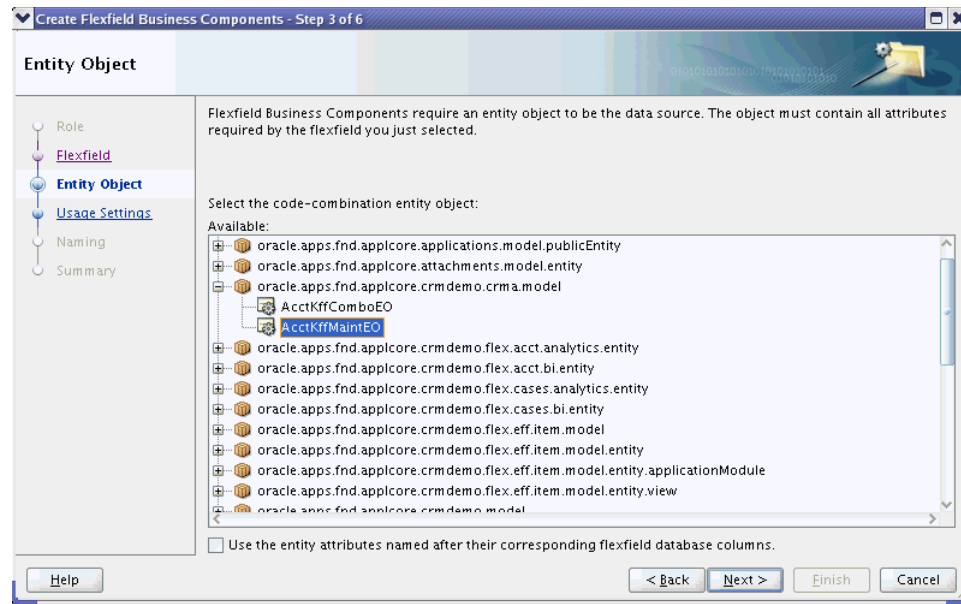 Create Flexfield Business Components - Step 3 of 6
Entity Object
Role
Flexfield
Entity Object
Usage Settings
Naming
Summary
Flexfield Business Components require an entity object to be the data source. The object must contain all attributes
required by the flexfield you just selected.
Select the code-combination entity object:
Available:
oracle.apps.fnd.applcore.applications.model.publicEntity
oracle.apps.fnd.applcore.attachments.model.entity
oracle.apps.fnd.applcore.crmdemo.crma.model
AcctKffComboEO
AcctKffMaintEO
oracle.apps.fnd.applcore.crmdemo.flex.acct.analytics.entity
oracle.apps.fnd.applcore.crmdemo.flex.acct.bi.entity
oracle.apps.fnd.applcore.crmdemo.flex.cases.analytics.entity
oracle.apps.fnd.applcore.crmdemo.flex.cases.bi.entity
oracle.apps.fnd.applcore.crmdemo.flex.eff.item.model
oracle.apps.fnd.applcore.crmdemo.flex.eff.item.model.entity
oracle.apps.fnd.applcore.crmdemo.flex.eff.item.model.entity.applicationModule
oracle.apps.fnd.applcore.crmdemo.flex.eff.item.model.entity.view
oracle.apps.fnd.applcore.crmdemo.model
Use the entity attributes named after their corresponding flexfield database columns.
Help
< Back
Next >
Finish
Cancel